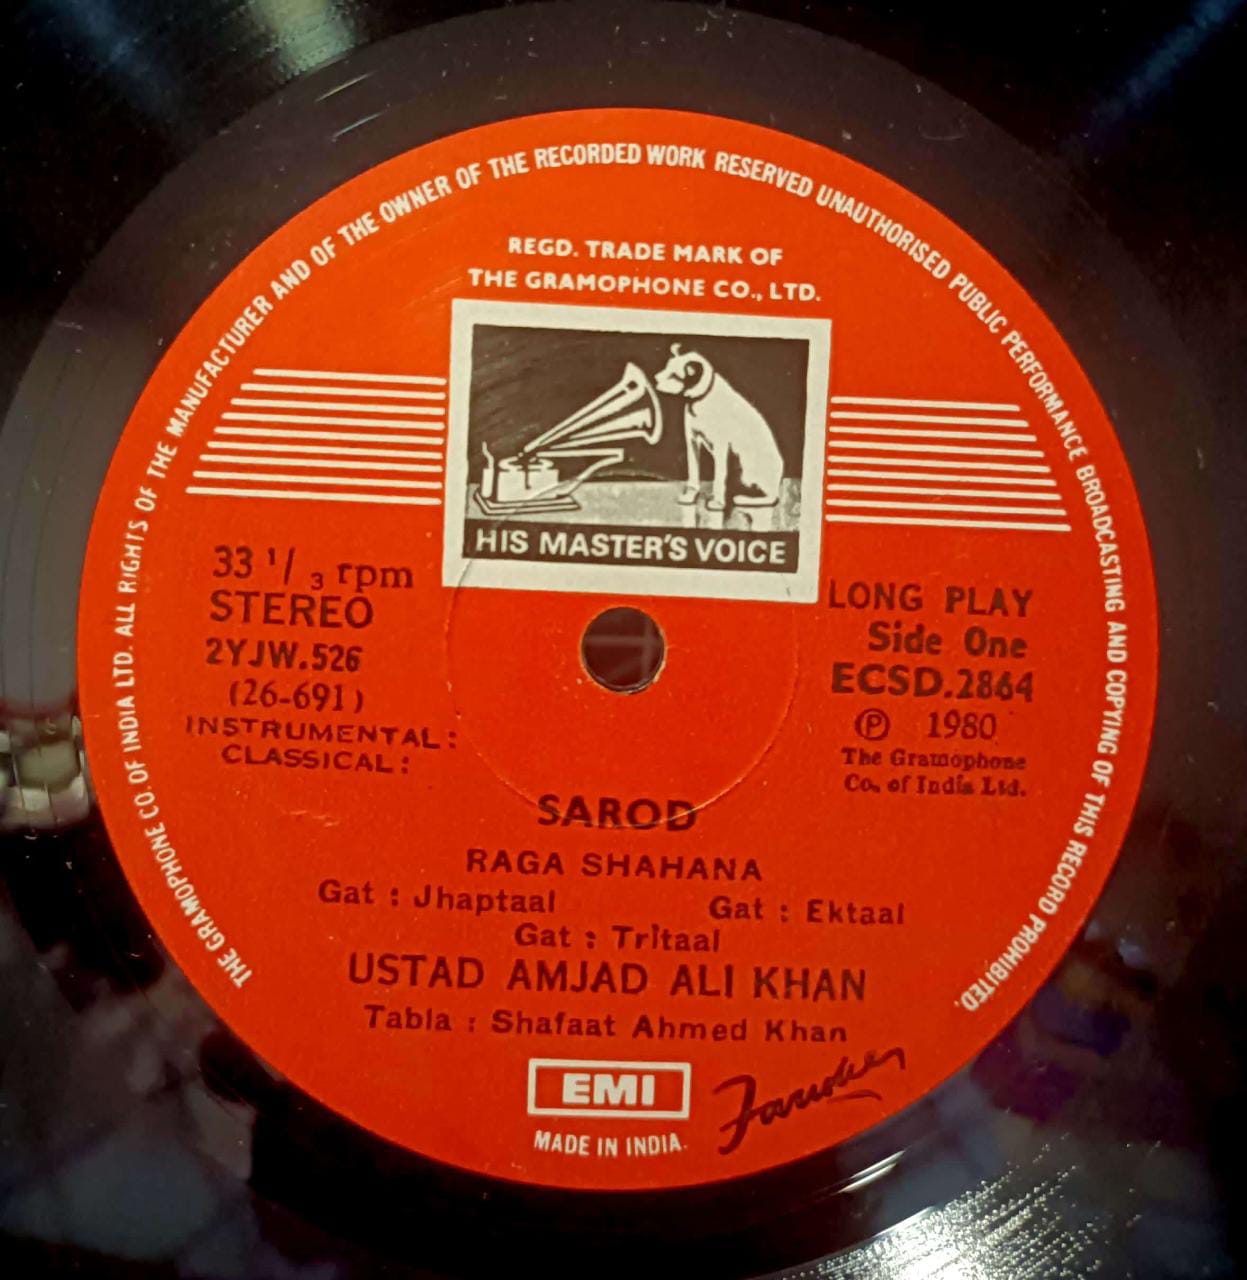 THE GRAMOPHONE CO. OF INDIA LTD. ALL RIGHTS OF THE MANUFACTURER AND OF THE OWNER OF THE RECORDED WORK RESERVED UNAUTHORISED PUBLIC PERFORMANCE BROADCASTING AND COPYING OF THIS RECORD PROHIBITED.
REGD. TRADE MARK OF
THE GRAMOPHONE CO., LTD.
HIS MASTER'S VOICE
33 1/3 rpm
STEREO
2YJW.526
(26-691)
INSTRUMENTAL:
CLASSICAL:
LONG PLAY
Side One
ECSD.2864
Ⓟ 1980
The Gramophone
Co. of India Ltd.
SAROD
RAGA SHAHANA
Gat : Jhaptaal Gat : Ektaal
Gat : Tritaal
USTAD AMJAD ALI KHAN
Tabla : Shafaat Ahmed Khan
EMI
MADE IN INDIA.